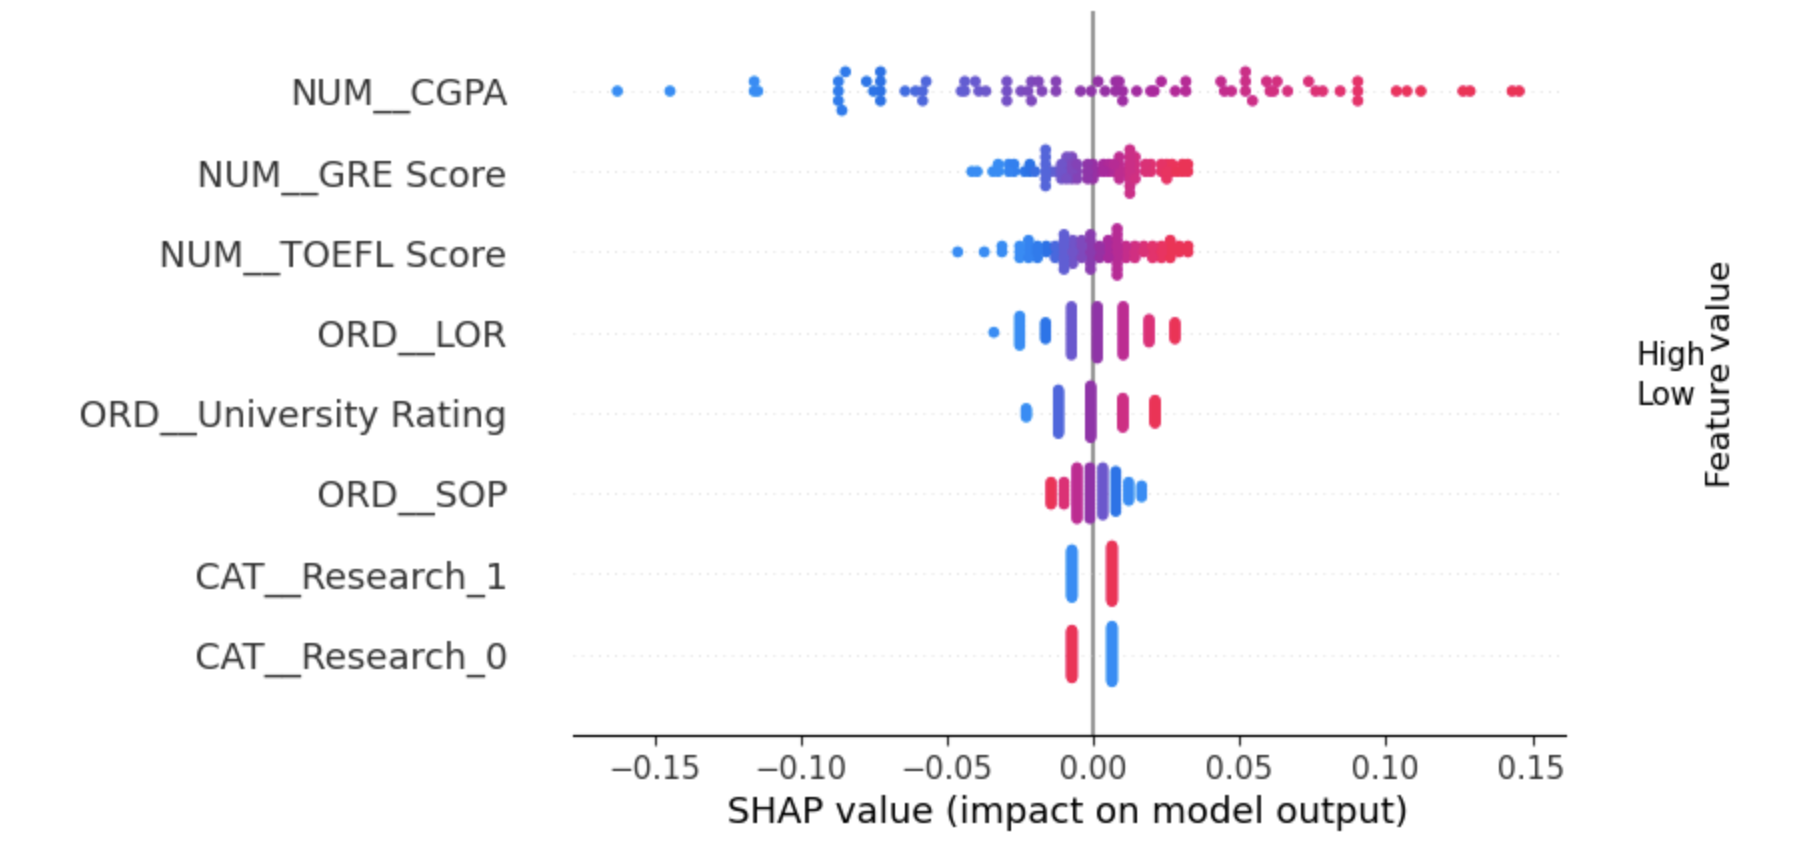 NUM__CGPA
NUM__GRE Score
NUM__TOEFL Score
ORD__LOR
ORD__University Rating
ORD__SOP
CAT__Research_1
CAT__Research_0
−0.15 −0.10 −0.05 0.00 0.05 0.10 0.15
SHAP value (impact on model output)
High
Low
Feature value